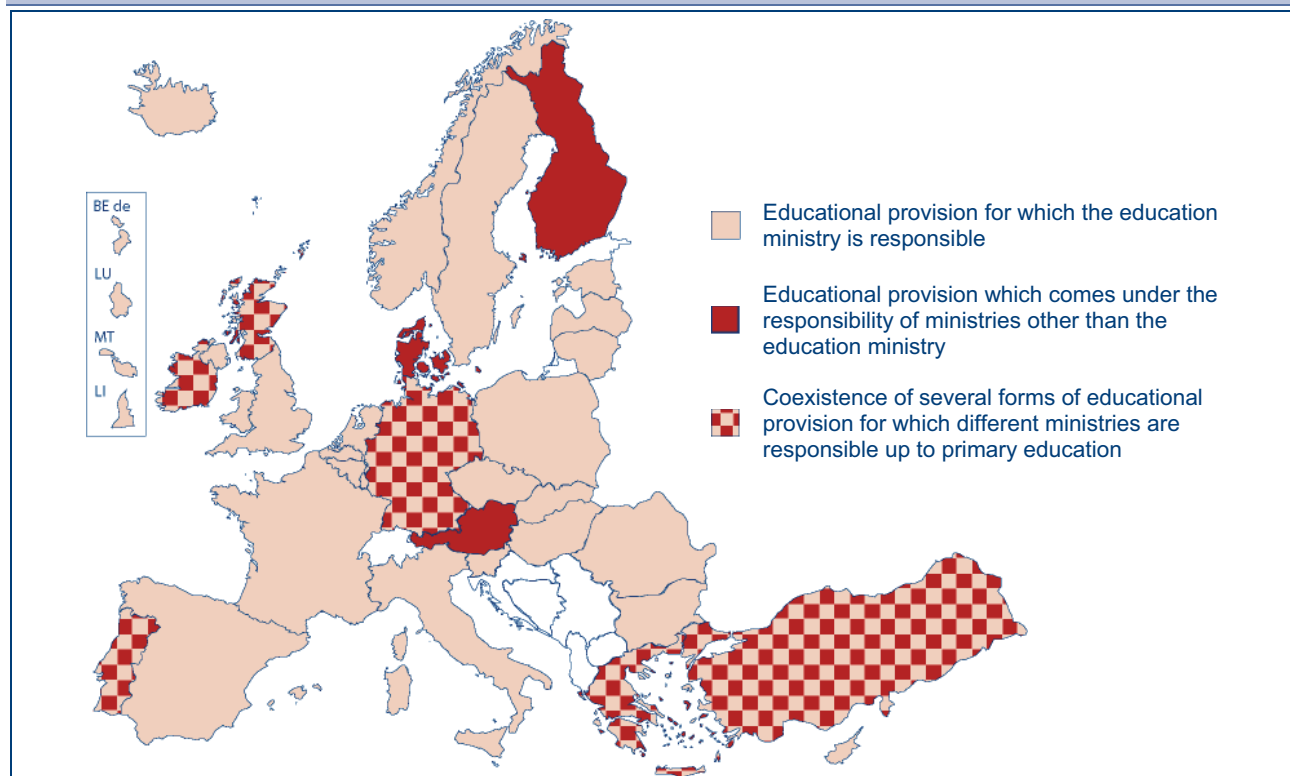 BE de
LU
MT
LI
Educational provision for which the education
ministry is responsible
Educational provision which comes under the
responsibility of ministries other than the
education ministry
Coexistence of several forms of educational
provision for which different ministries are
responsible up to primary education